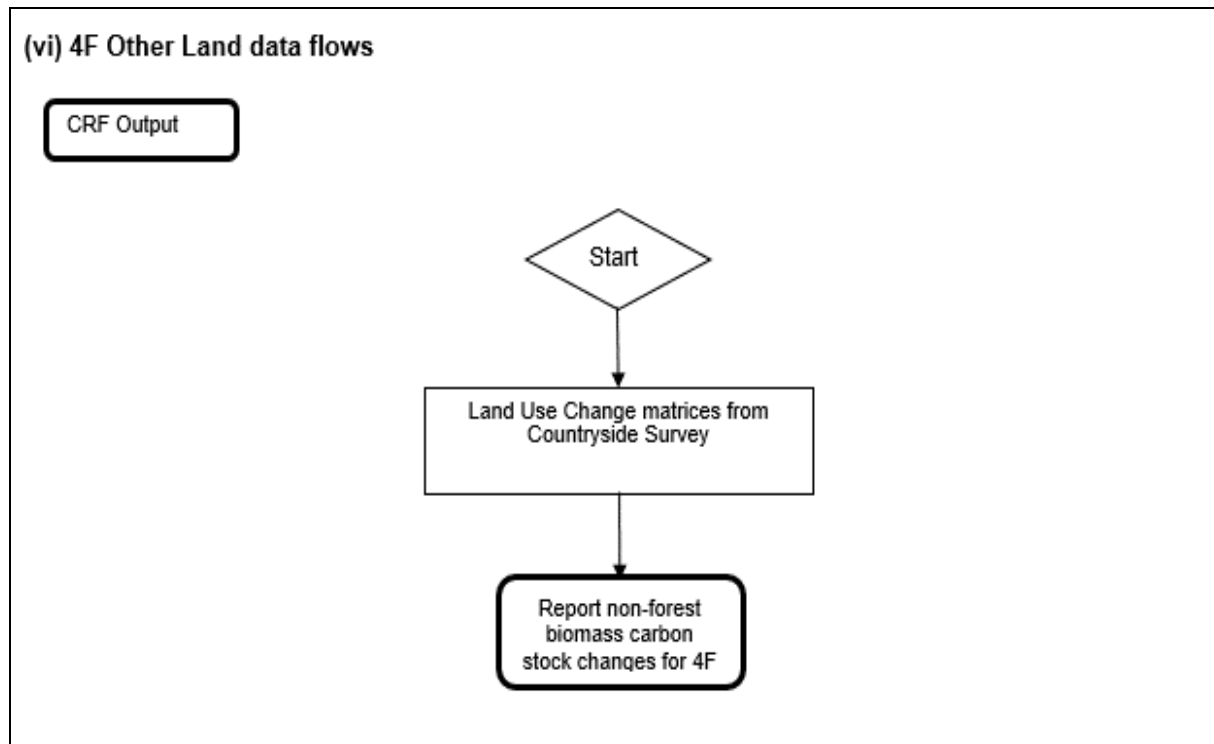 (vi) 4F Other Land data flows
CRF Output
Start
Land Use Change matrices from
Countryside Survey
Report non-forest
biomass carbon
stock changes for 4F